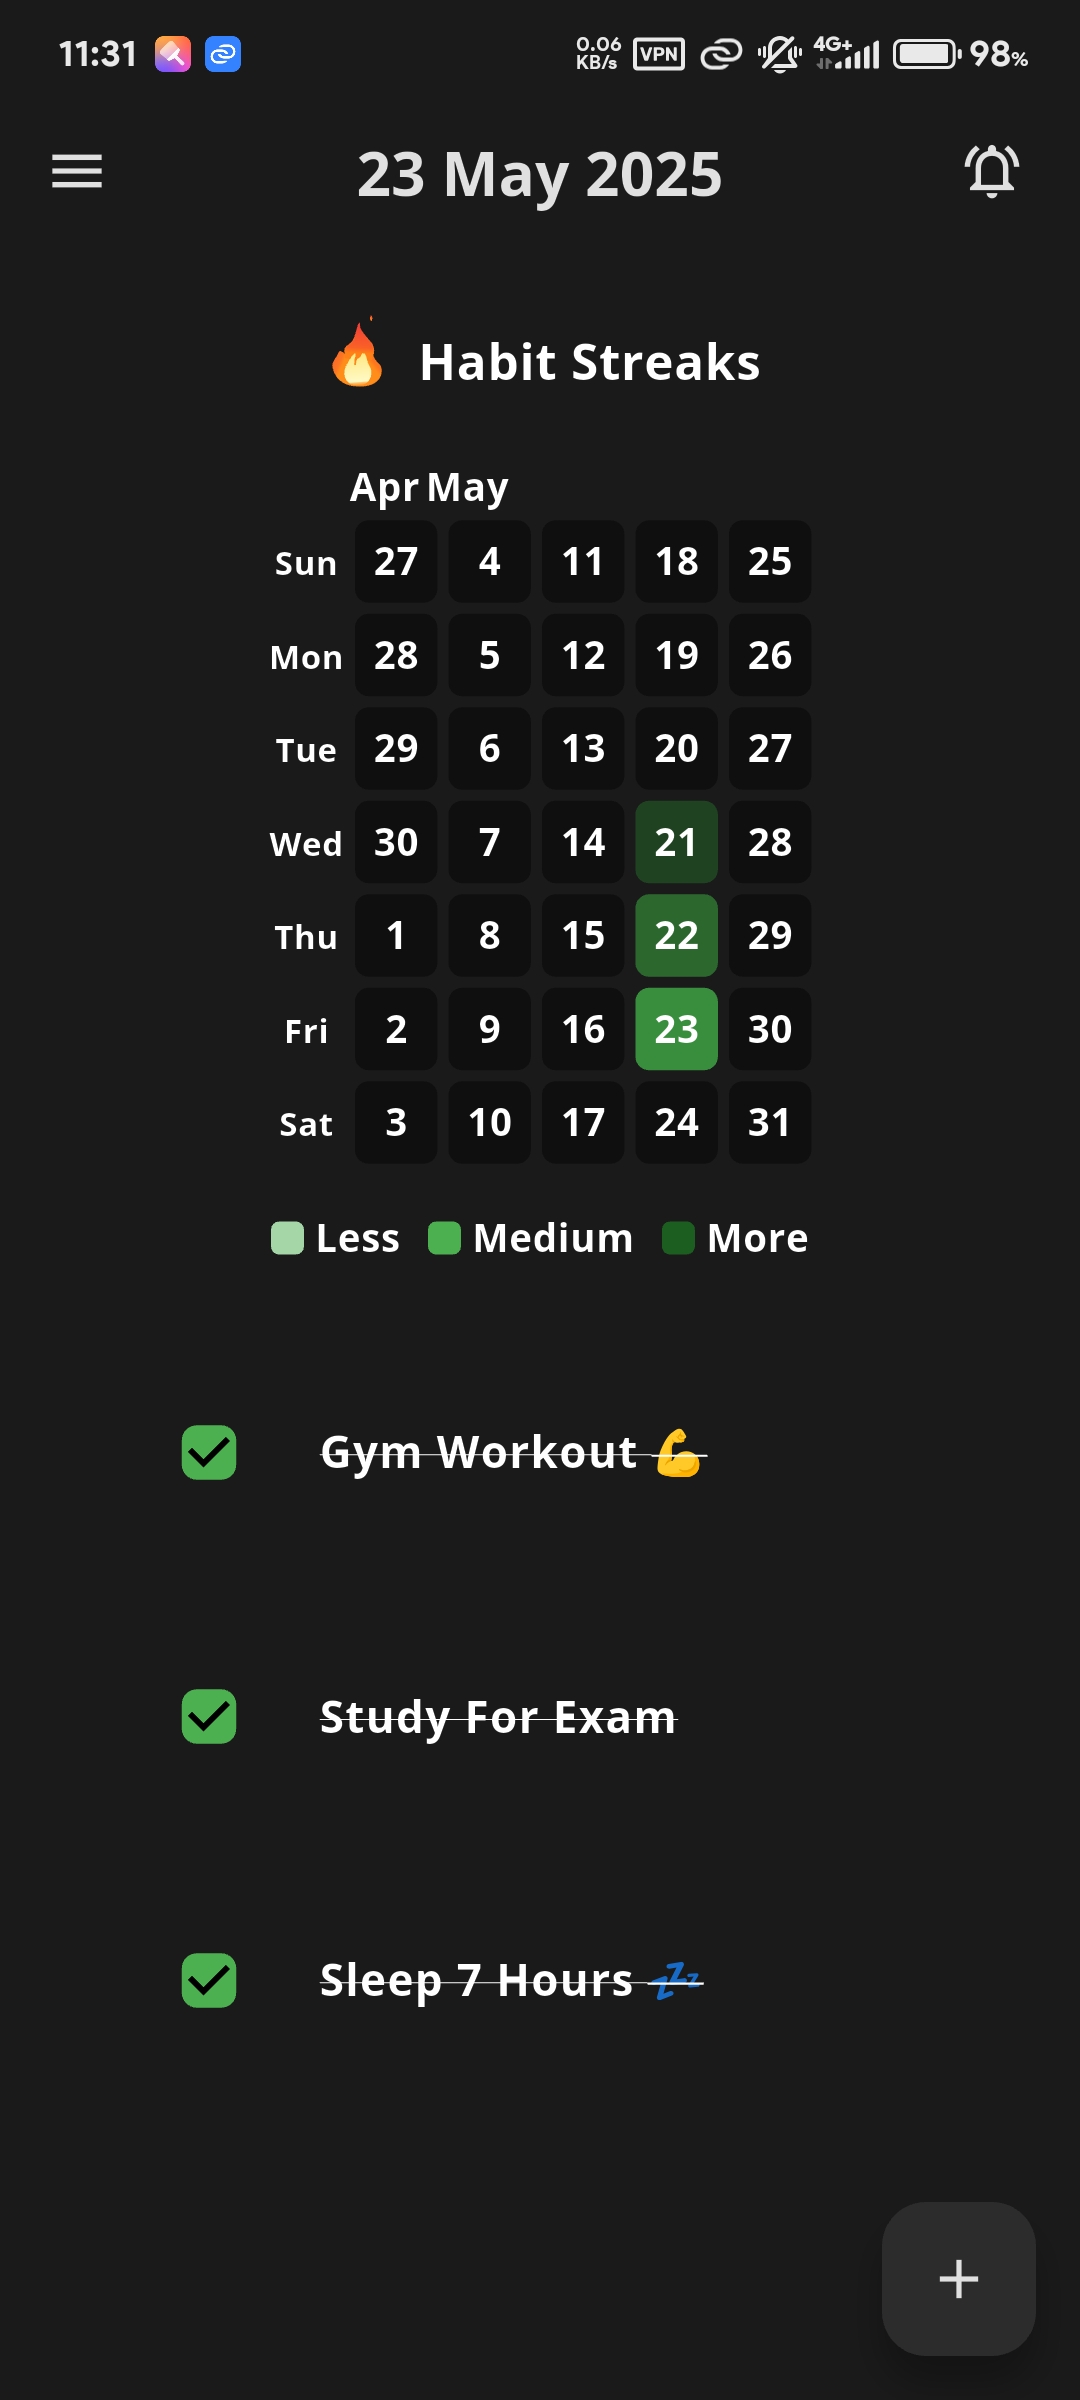 11:31 0.06 KB/s VPN 4G+ 98%
23 May 2025
🔥 Habit Streaks
Apr May
Sun 27 4 11 18 25
Mon 28 5 12 19 26
Tue 29 6 13 20 27
Wed 30 7 14 21 28
Thu 1 8 15 22 29
Fri 2 9 16 23 30
Sat 3 10 17 24 31
Less Medium More
Gym Workout 💪
Study For Exam
Sleep 7 Hours 💤